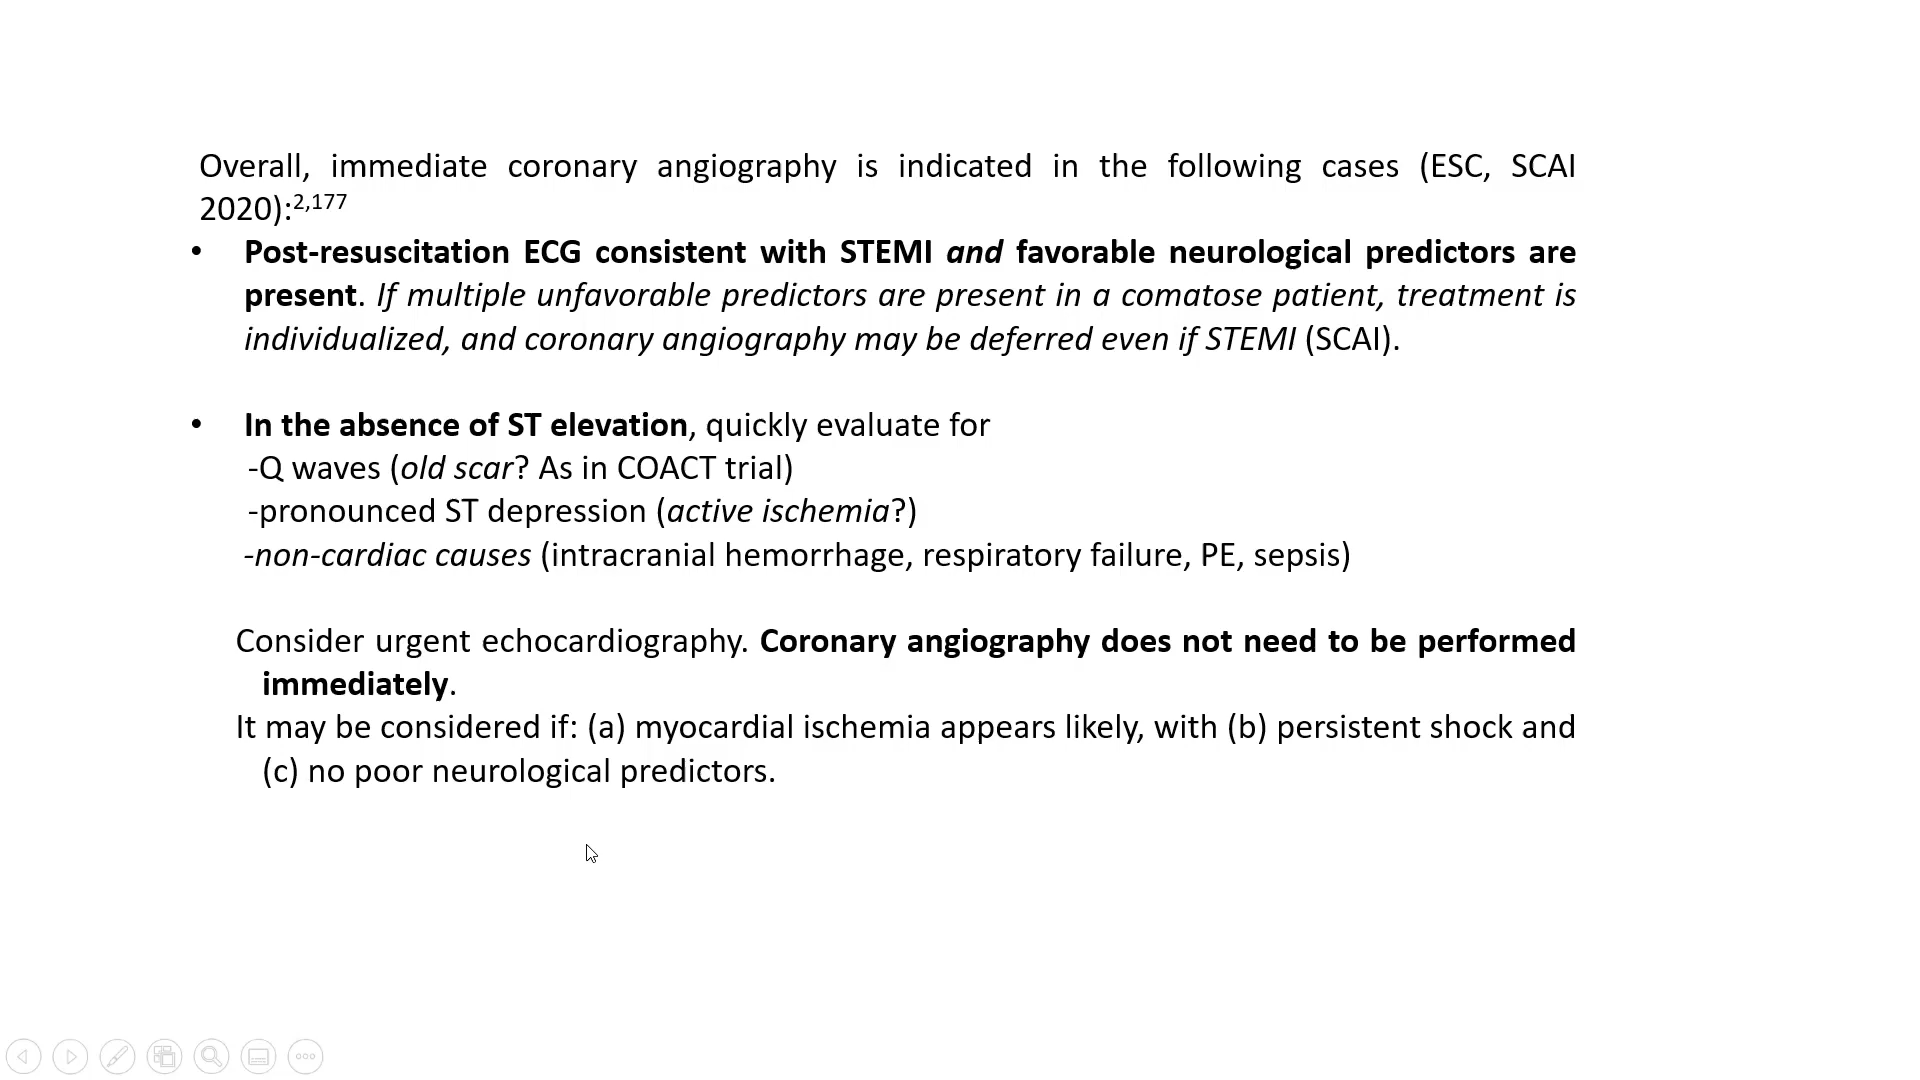 Overall, immediate coronary angiography is indicated in the following cases (ESC, SCAI
2020):2,177
• Post-resuscitation ECG consistent with STEMI and favorable neurological predictors are
present. If multiple unfavorable predictors are present in a comatose patient, treatment is
individualized, and coronary angiography may be deferred even if STEMI (SCAI).
• In the absence of ST elevation, quickly evaluate for
-Q waves (old scar? As in COACT trial)
-pronounced ST depression (active ischemia?)
-non-cardiac causes (intracranial hemorrhage, respiratory failure, PE, sepsis)
Consider urgent echocardiography. Coronary angiography does not need to be performed
immediately.
It may be considered if: (a) myocardial ischemia appears likely, with (b) persistent shock and
(c) no poor neurological predictors.